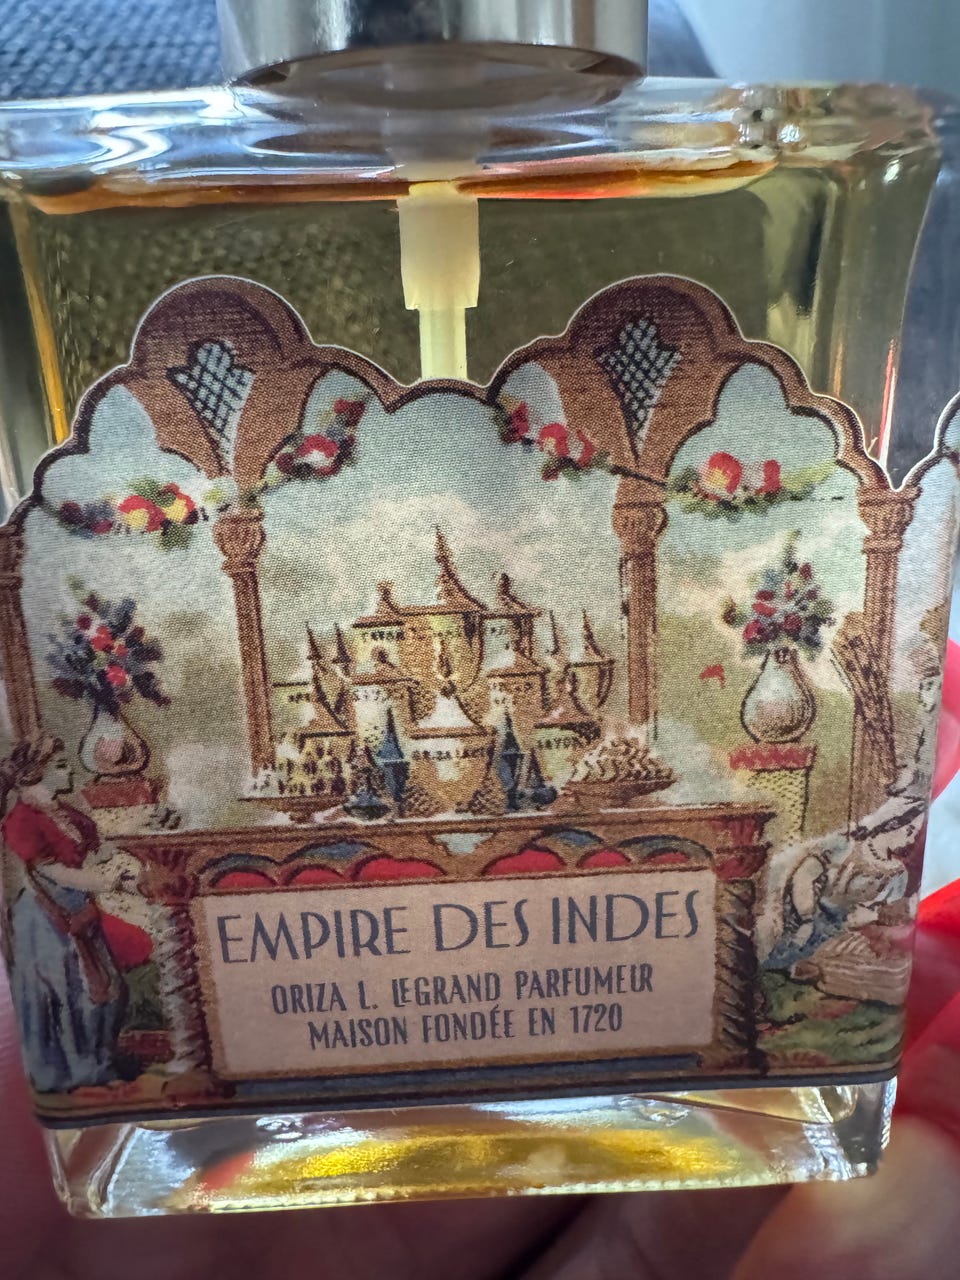 EMPIRE DES INDES
ORIZA L. LEGRAND PARFUMEUR
MAISON FONDÉE EN 1720